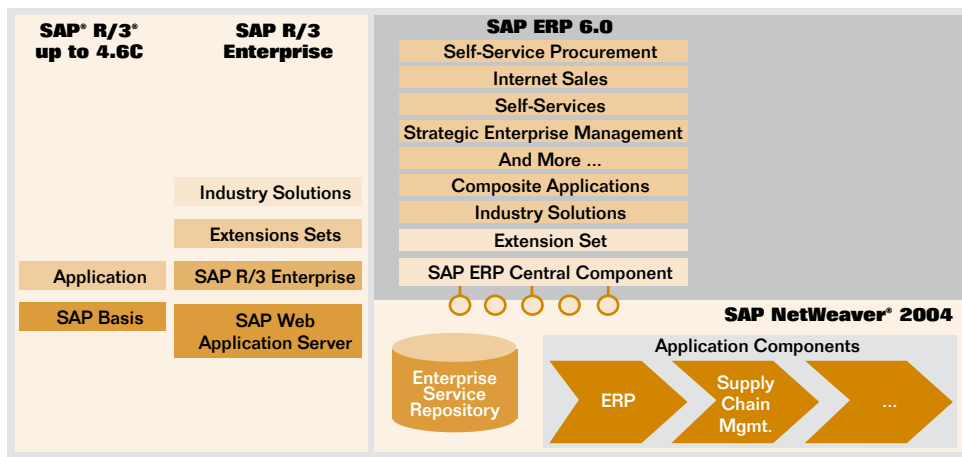 SAP® R/3®
up to 4.6C
Application
SAP Basis
SAP R/3
Enterprise
Industry Solutions
Extensions Sets
SAP R/3 Enterprise
SAP Web
Application Server
SAP ERP 6.0
Self-Service Procurement
Internet Sales
Self-Services
Strategic Enterprise Management
And More ...
Composite Applications
Industry Solutions
Extension Set
SAP ERP Central Component
SAP NetWeaver® 2004
Enterprise
Service
Repository
Application Components
ERP
Supply
Chain
Mgmt.
...